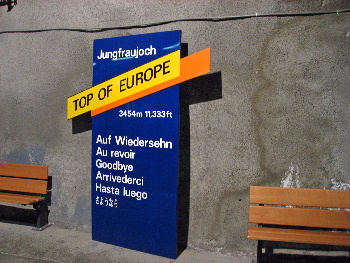 Jungfraujoch
TOP OF EUROPE
3454m 11,333ft
Auf Wiedersehn
Au revoir
Goodbye
Arrivederci
Hasta luego
さようなら